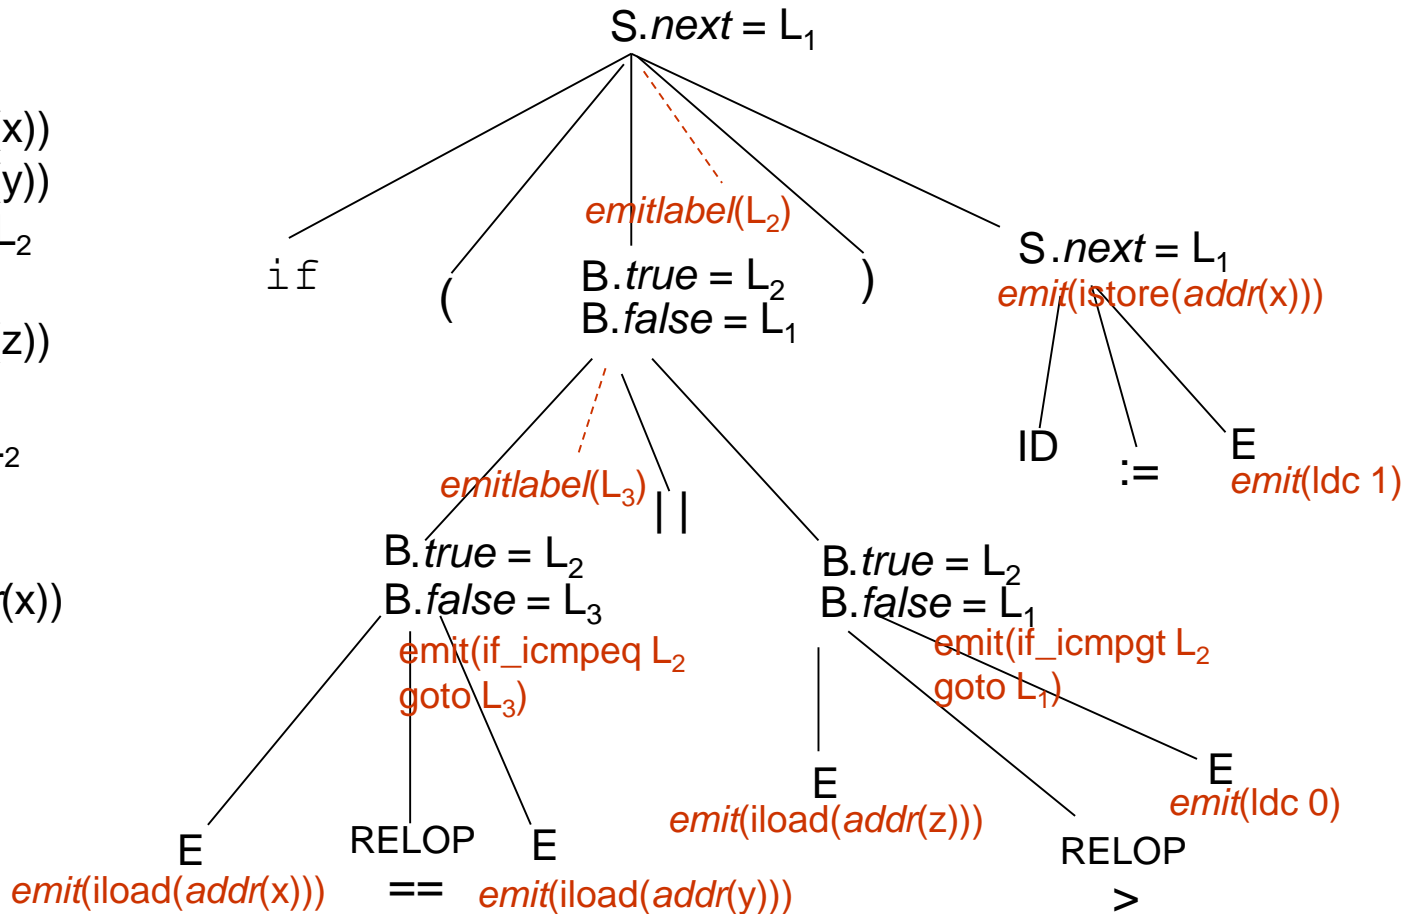 S.next = L₁
x))
y))
L₂
z))
₂
(x))
emitlabel(L₂)
if
(
B.true = L₂
B.false = L₁
)
S.next = L₁
emit(istore(addr(x)))
ID
:=
E
emit(ldc 1)
emitlabel(L₃)
||
B.true = L₂
B.false = L₃
emit(if_icmpeq L₂
goto L₃)
B.true = L₂
B.false = L₁
emit(if_icmpgt L₂
goto L₁)
E
emit(iload(addr(x)))
RELOP
==
E
emit(iload(addr(y)))
E
emit(iload(addr(z)))
RELOP
>
E
emit(ldc 0)